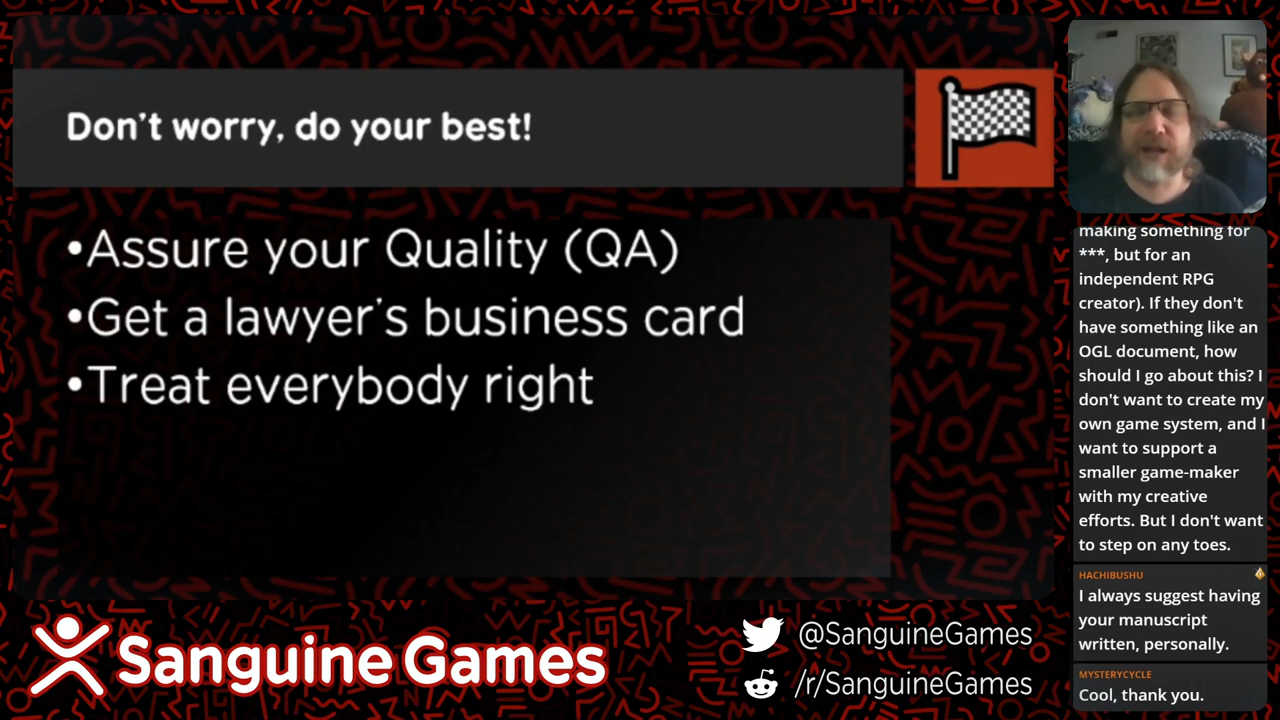 Don't worry, do your best!
•Assure your Quality (QA)
•Get a lawyer's business card
•Treat everybody right
making something for
***, but for an
independent RPG
creator). If they don't
have something like an
OGL document, how
should I go about this? I
don't want to create my
own game system, and I
want to support a
smaller game-maker
with my creative
efforts. But I don't want
to step on any toes.
HACHIBUSHU
I always suggest having
your manuscript
written, personally.
MYSTERYCYCLE
Cool, thank you.
Sanguine Games
@SanguineGames
/r/SanguineGames